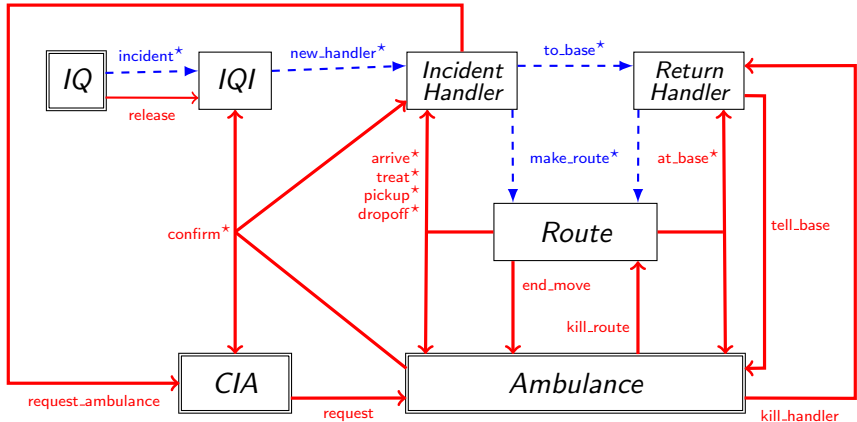 incident*
new_handler*
to_base*
IQ
IQI
Incident
Handler
Return
Handler
release
arrive*
treat*
pickup*
dropoff*
make_route*
at_base*
confirm*
Route
tell_base
end_move
kill_route
CIA
Ambulance
request_ambulance
request
kill_handler